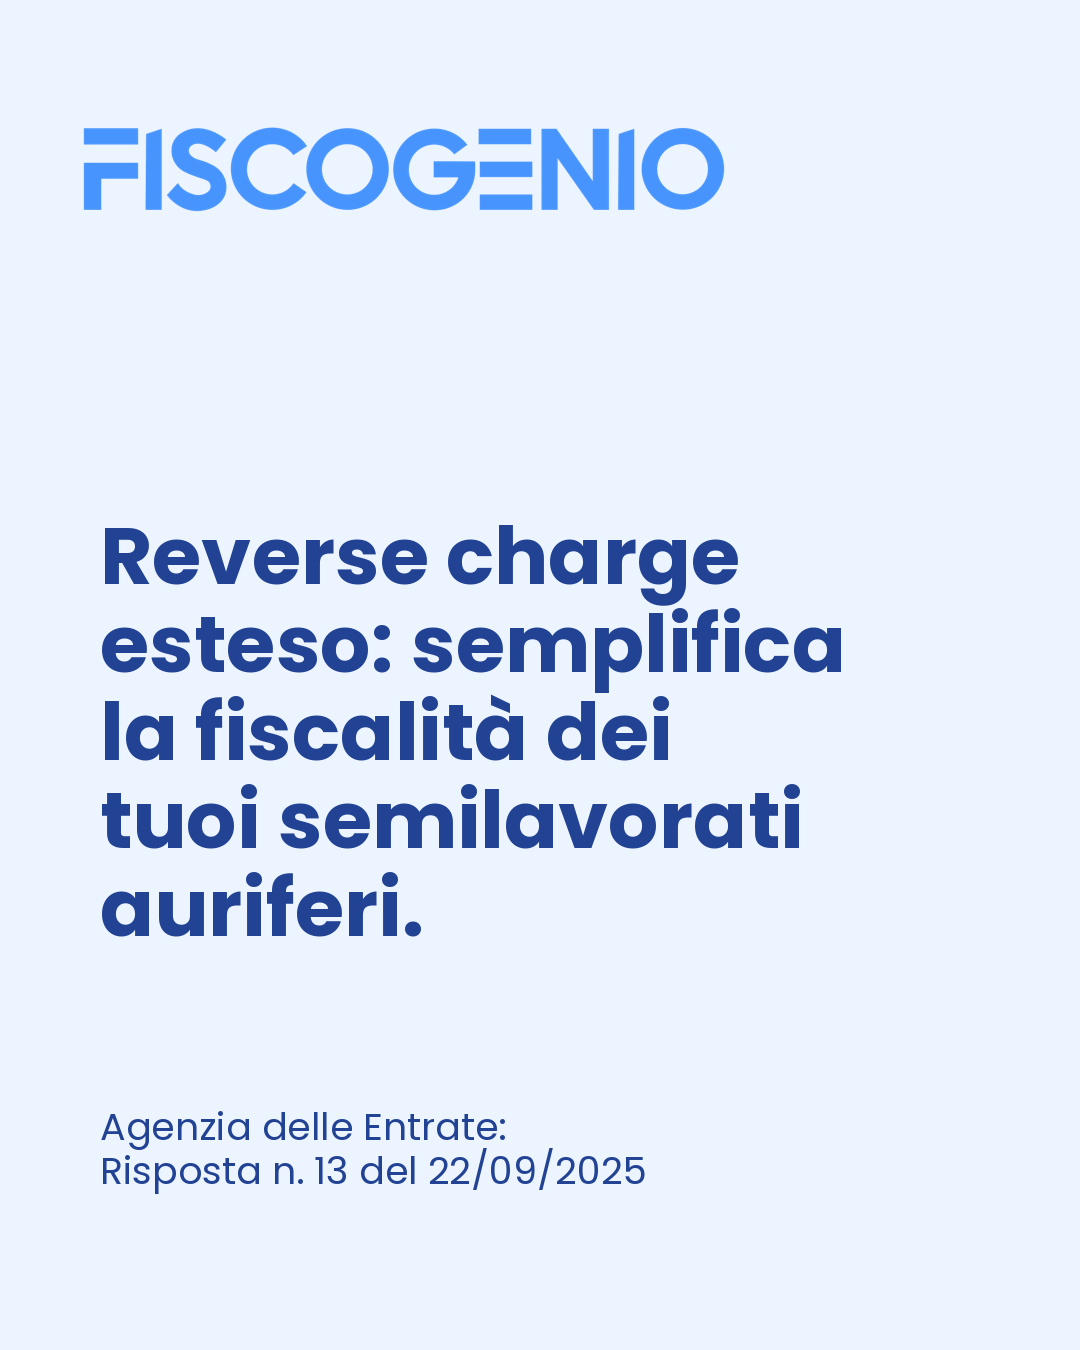 FISCOGENIO
Reverse charge
esteso: semplifica
la fiscalità dei
tuoi semilavorati
auriferi.
Agenzia delle Entrate:
Risposta n. 13 del 22/09/2025